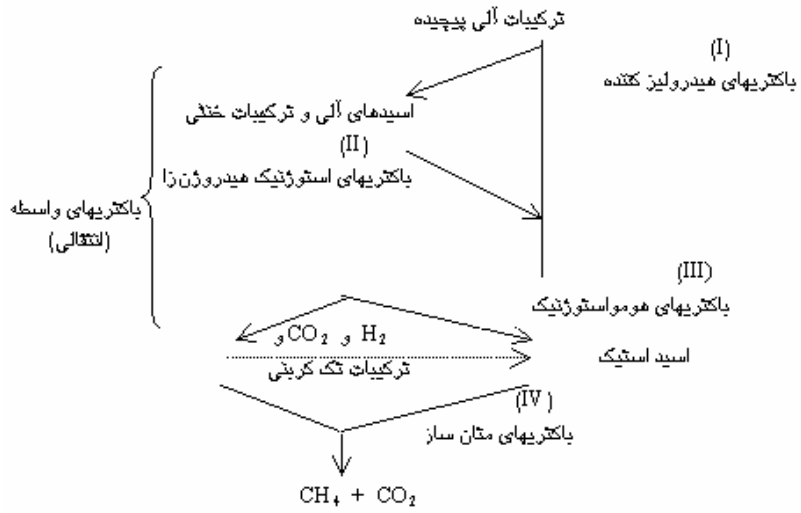 ترکیبات آلی پیچیده
(I)
باکتریهای هیدرولیز کننده
اسیدهای آلی و ترکیبات خنثی
(II)
باکتریهای استوژنیک هیدروژن‌زا
باکتریهای واسطه
(انتقالی)
(III)
باکتریهای هومواستوژنیک
H₂ و CO₂ و
ترکیبات تک کربنی
اسید استیک
(IV)
باکتریهای متان ساز
CH₄ + CO₂